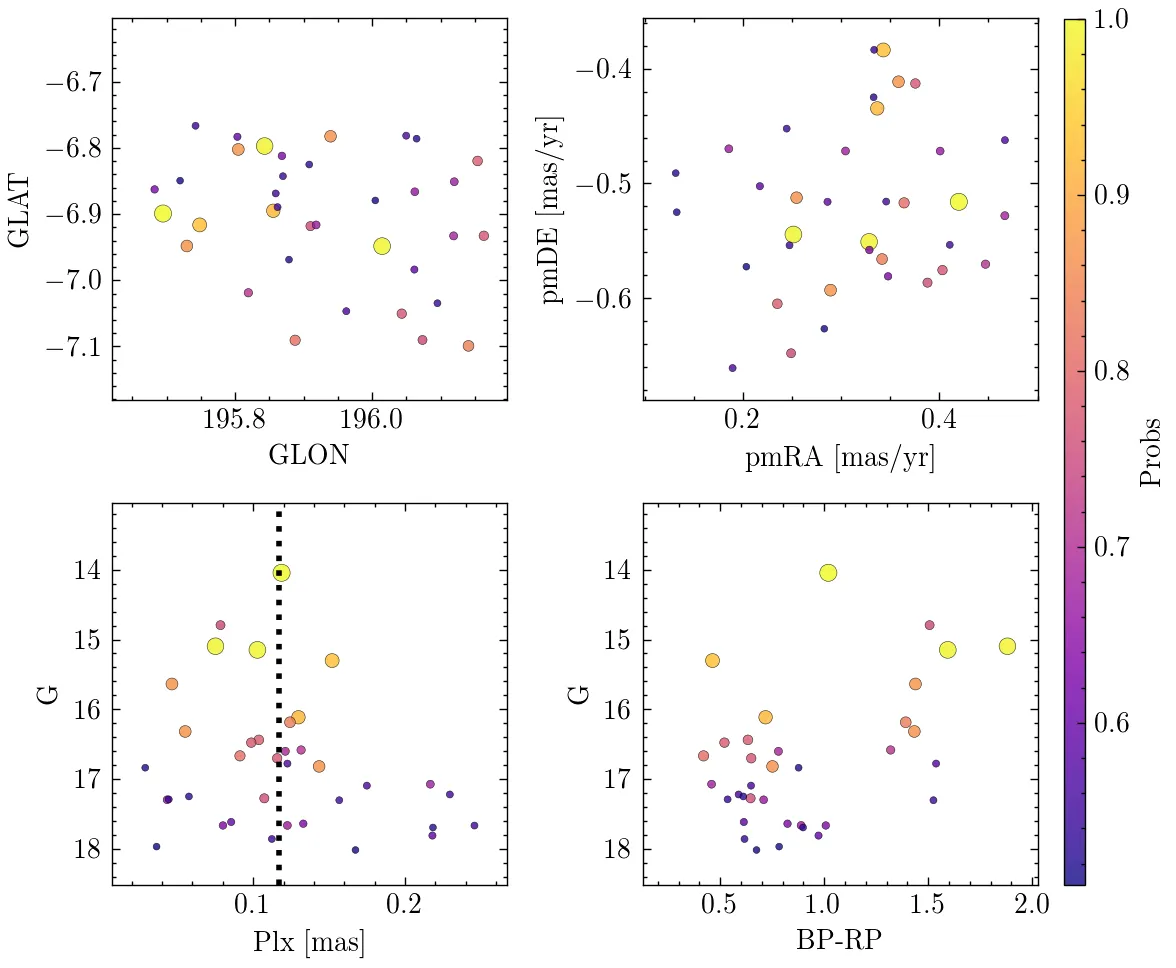 −6.7
−6.8
−6.9
−7.0
−7.1
GLAT
195.8 196.0
GLON
−0.4
−0.5
−0.6
pmDE [mas/yr]
0.2 0.4
pmRA [mas/yr]
14
15
16
17
18
G
0.1 0.2
Plx [mas]
14
15
16
17
18
G
0.5 1.0 1.5 2.0
BP-RP
1.0
0.9
0.8
0.7
0.6
Probs